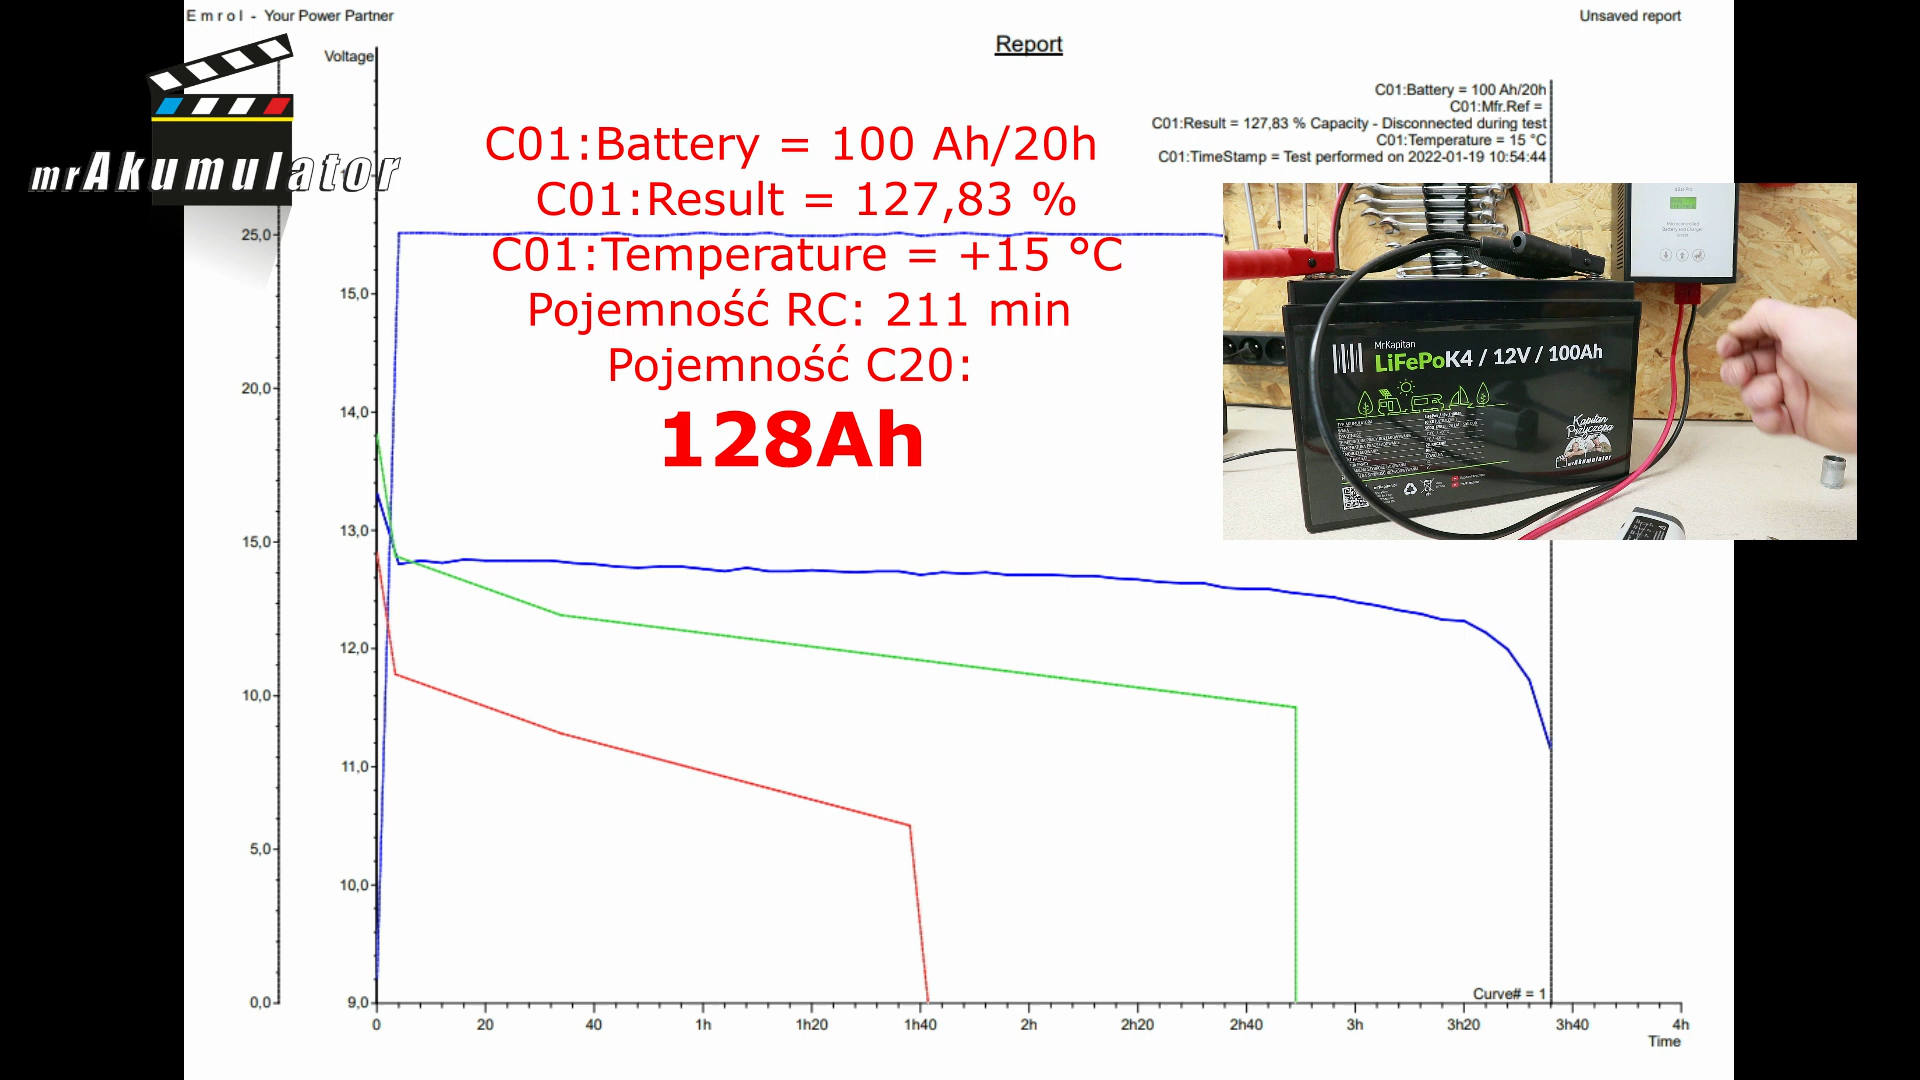 E m r o l - Your Power Partner
Unsaved report
Report
Voltage
mrAkumulator
C01:Battery = 100 Ah/20h
C01:Mfr.Ref =
C01:Result = 127,83 % Capacity - Disconnected during test
C01:Temperature = 15 °C
C01:TimeStamp = Test performed on 2022-01-19 10:54:44
C01:Battery = 100 Ah/20h
C01:Result = 127,83 %
C01:Temperature = +15 °C
Pojemność RC: 211 min
Pojemność C20:
128Ah
MrKapitan
LiFePoK4 / 12V / 100Ah
Kapitan
Przyczepa
mrAkumulator
25,0
20,0
15,0
10,0
5,0
0,0
15,0
14,0
13,0
12,0
11,0
10,0
9,0
Curve# = 1
0 20 40 1h 1h20 1h40 2h 2h20 2h40 3h 3h20 3h40 4h
Time